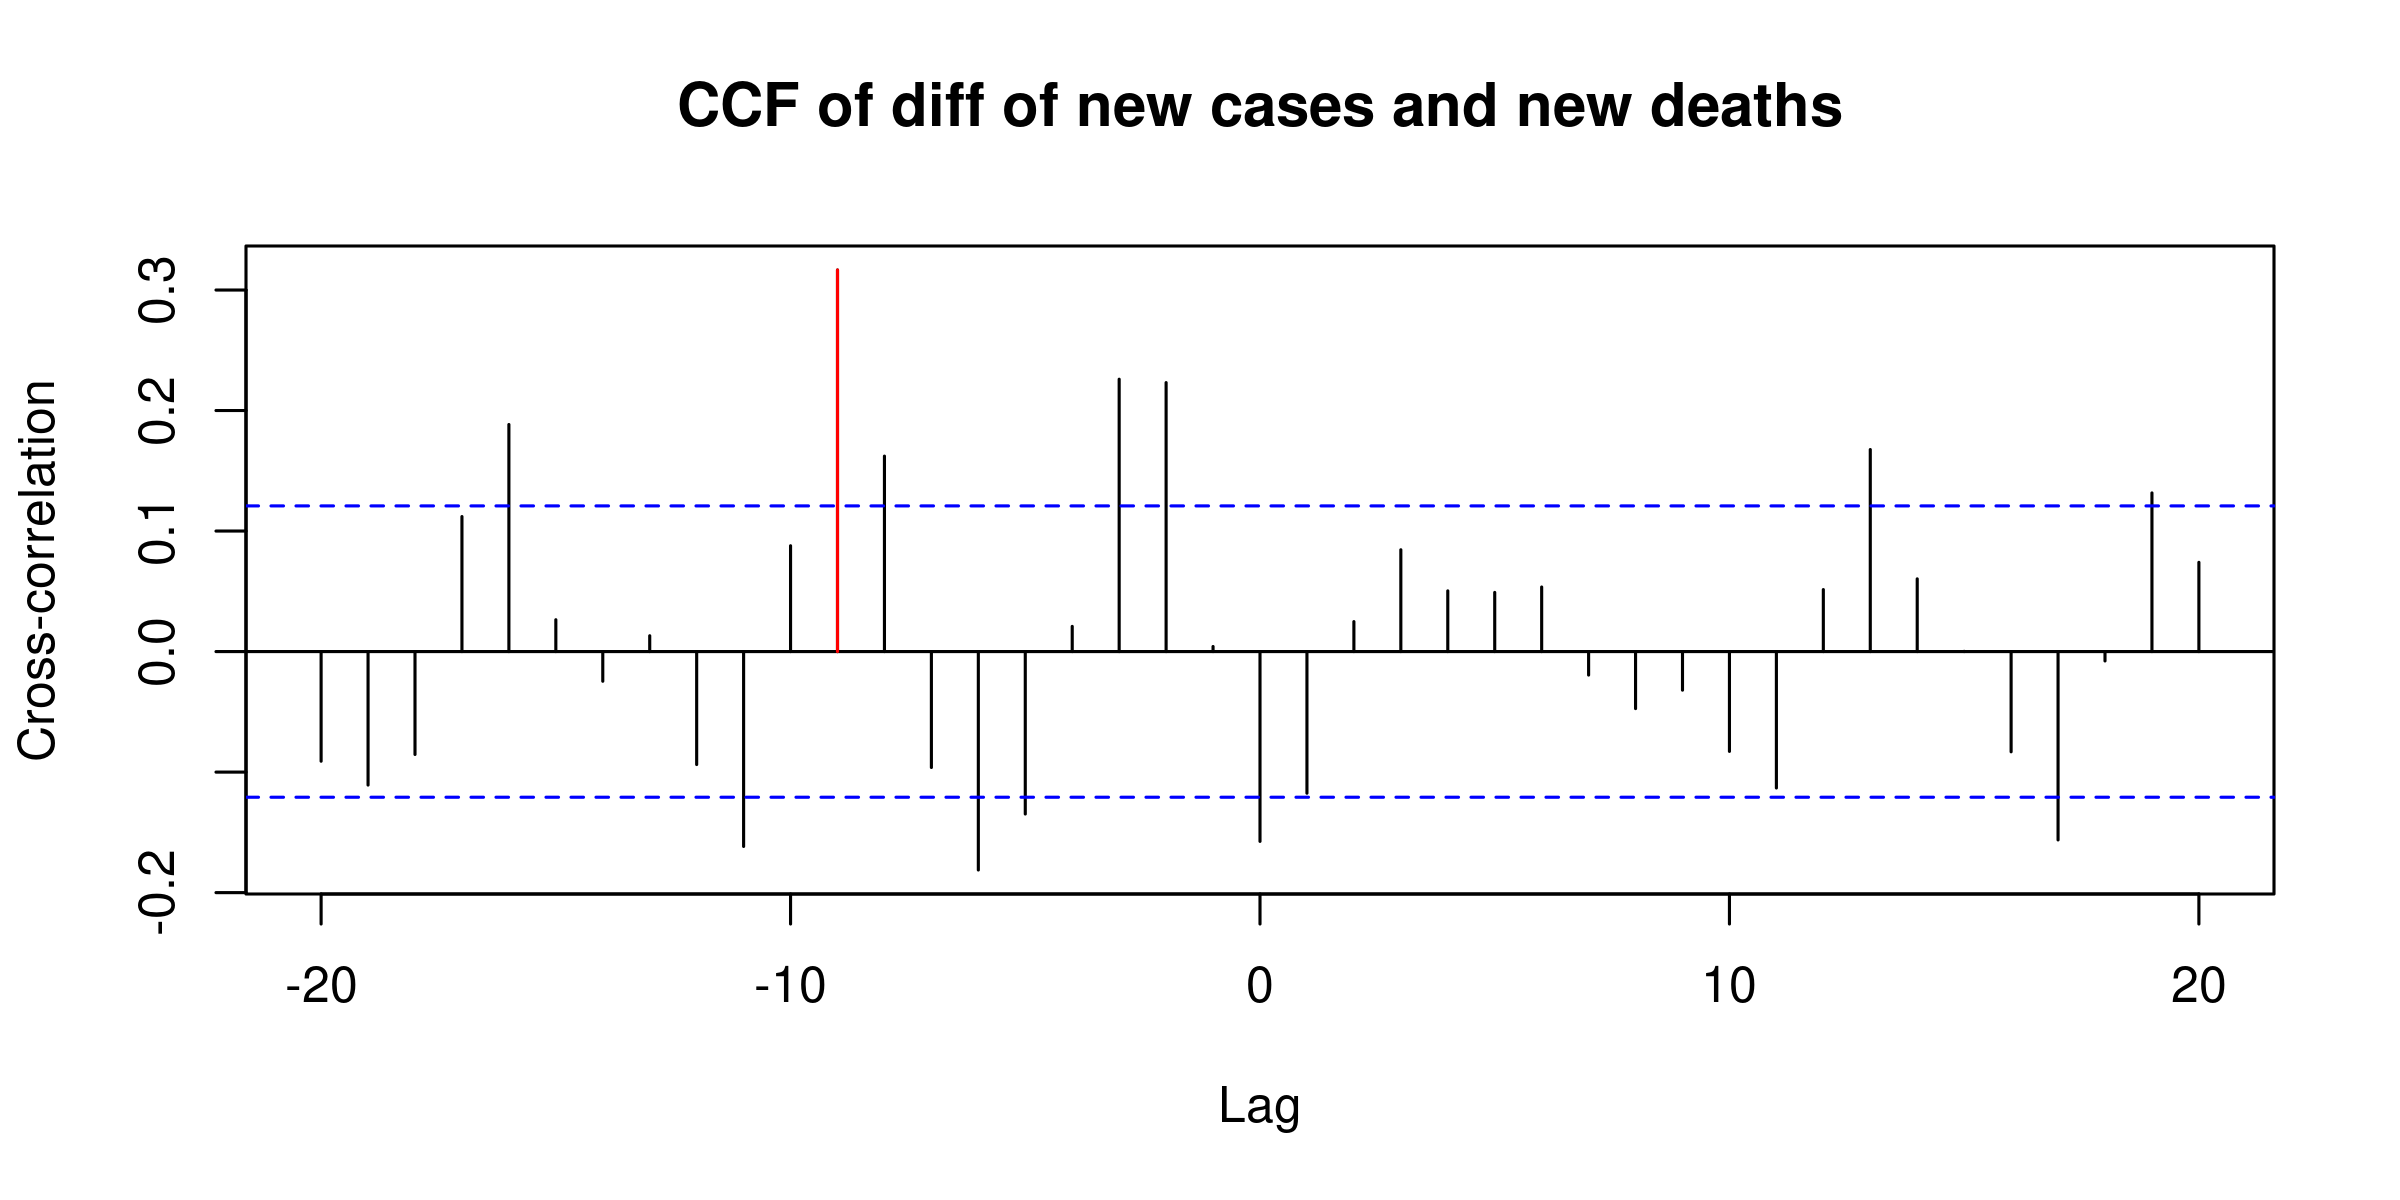 CCF of diff of new cases and new deaths
Cross-correlation
0.3
0.2
0.1
0.0
-0.2
-20 -10 0 10 20
Lag